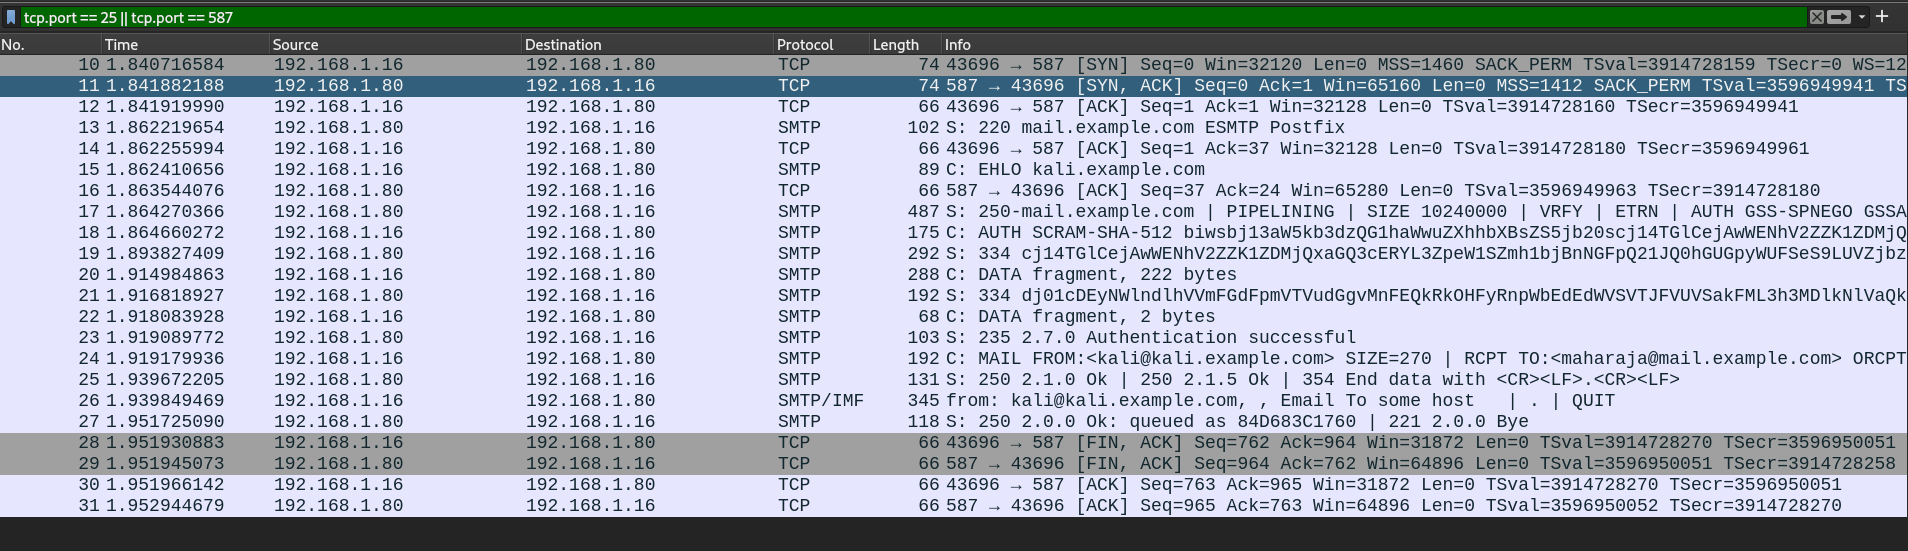 tcp.port == 25 || tcp.port == 587
No. Time Source Destination Protocol Length Info
10 1.840716584 192.168.1.16 192.168.1.80 TCP 74 43696 → 587 [SYN] Seq=0 Win=32120 Len=0 MSS=1460 SACK_PERM TSval=3914728159 TSecr=0 WS=12
11 1.841882188 192.168.1.80 192.168.1.16 TCP 74 587 → 43696 [SYN, ACK] Seq=0 Ack=1 Win=65160 Len=0 MSS=1412 SACK_PERM TSval=3596949941 TS
12 1.841919990 192.168.1.16 192.168.1.80 TCP 66 43696 → 587 [ACK] Seq=1 Ack=1 Win=32128 Len=0 TSval=3914728160 TSecr=3596949941
13 1.862219654 192.168.1.80 192.168.1.16 SMTP 102 S: 220 mail.example.com ESMTP Postfix
14 1.862255994 192.168.1.16 192.168.1.80 TCP 66 43696 → 587 [ACK] Seq=1 Ack=37 Win=32128 Len=0 TSval=3914728180 TSecr=3596949961
15 1.862410656 192.168.1.16 192.168.1.80 SMTP 89 C: EHLO kali.example.com
16 1.863544076 192.168.1.80 192.168.1.16 TCP 66 587 → 43696 [ACK] Seq=37 Ack=24 Win=65280 Len=0 TSval=3596949963 TSecr=3914728180
17 1.864270366 192.168.1.80 192.168.1.16 SMTP 487 S: 250-mail.example.com | PIPELINING | SIZE 10240000 | VRFY | ETRN | AUTH GSS-SPNEGO GSSA
18 1.864660272 192.168.1.16 192.168.1.80 SMTP 175 C: AUTH SCRAM-SHA-512 biwsbj13aW5kb3dzQG1haWwuZXhhbXBsZS5jb20scj14TGlCejAwWENhV2ZZK1ZDMjQ
19 1.893827409 192.168.1.80 192.168.1.16 SMTP 292 S: 334 cj14TGlCejAwWENhV2ZZK1ZDMjQxaGQ3cERYL3ZpeW1SZmh1bjBnNGFpQ21JQ0hGUGpyWUFSeS9LUVZjbz
20 1.914984863 192.168.1.16 192.168.1.80 SMTP 288 C: DATA fragment, 222 bytes
21 1.916818927 192.168.1.80 192.168.1.16 SMTP 192 S: 334 dj01cDEyNWlndlhVVmFGdFpmVTVudGgvMnFEQkRkOHFyRnpWbEdEdWVSVTJFVUVSakFML3h3MDlkNlVaQk
22 1.918083928 192.168.1.16 192.168.1.80 SMTP 68 C: DATA fragment, 2 bytes
23 1.919089772 192.168.1.80 192.168.1.16 SMTP 103 S: 235 2.7.0 Authentication successful
24 1.919179936 192.168.1.16 192.168.1.80 SMTP 192 C: MAIL FROM:<kali@kali.example.com> SIZE=270 | RCPT TO:<maharaja@mail.example.com> ORCPT
25 1.939672205 192.168.1.80 192.168.1.16 SMTP 131 S: 250 2.1.0 Ok | 250 2.1.5 Ok | 354 End data with <CR><LF>.<CR><LF>
26 1.939849469 192.168.1.16 192.168.1.80 SMTP/IMF 345 from: kali@kali.example.com, , Email To some host | . | QUIT
27 1.951725090 192.168.1.80 192.168.1.16 SMTP 118 S: 250 2.0.0 Ok: queued as 84D683C1760 | 221 2.0.0 Bye
28 1.951930883 192.168.1.16 192.168.1.80 TCP 66 43696 → 587 [FIN, ACK] Seq=762 Ack=964 Win=31872 Len=0 TSval=3914728270 TSecr=3596950051
29 1.951945073 192.168.1.80 192.168.1.16 TCP 66 587 → 43696 [FIN, ACK] Seq=964 Ack=762 Win=64896 Len=0 TSval=3596950051 TSecr=3914728258
30 1.951966142 192.168.1.16 192.168.1.80 TCP 66 43696 → 587 [ACK] Seq=763 Ack=965 Win=31872 Len=0 TSval=3914728270 TSecr=3596950051
31 1.952944679 192.168.1.80 192.168.1.16 TCP 66 587 → 43696 [ACK] Seq=965 Ack=763 Win=64896 Len=0 TSval=3596950052 TSecr=3914728270